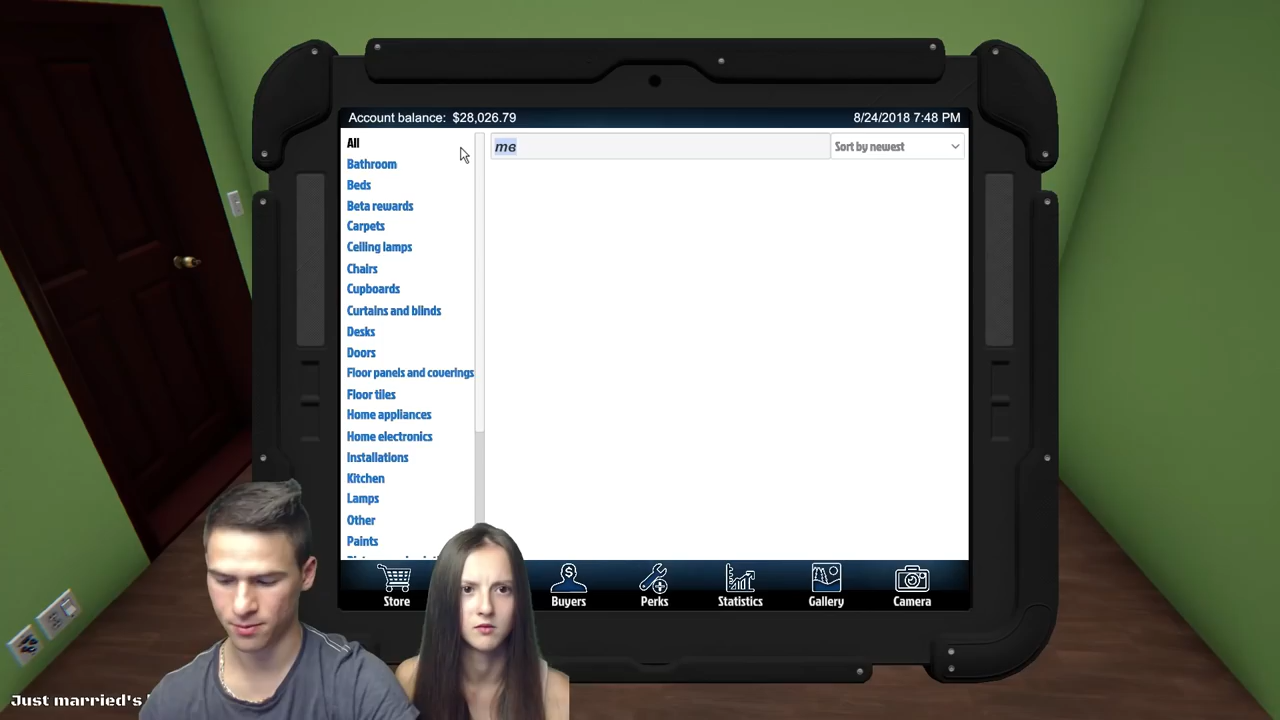 Account balance: $28,026.79 8/24/2018 7:48 PM
All
тв
Sort by newest
Bathroom
Beds
Beta rewards
Carpets
Ceiling lamps
Chairs
Cupboards
Curtains and blinds
Desks
Doors
Floor panels and coverings
Floor tiles
Home appliances
Home electronics
Installations
Kitchen
Lamps
Other
Paints
Store Buyers Perks Statistics Gallery Camera
Just married's